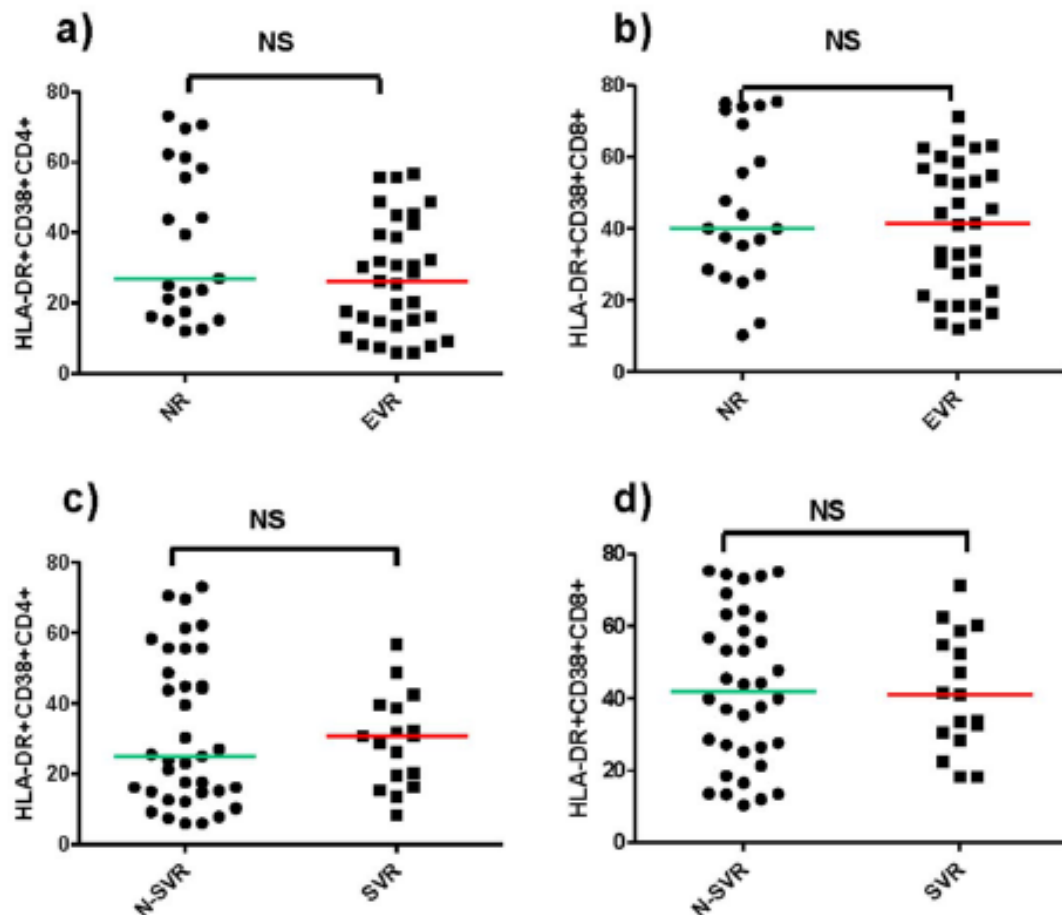 a)
NS
HLA-DR+CD38+CD4+
80
60
40
20
0
NR
EVR
b)
NS
HLA-DR+CD38+CD8+
80
60
40
20
0
NR
EVR
c)
NS
HLA-DR+CD38+CD4+
80
60
40
20
0
N-SVR
SVR
d)
NS
HLA-DR+CD38+CD8+
80
60
40
20
0
N-SVR
SVR